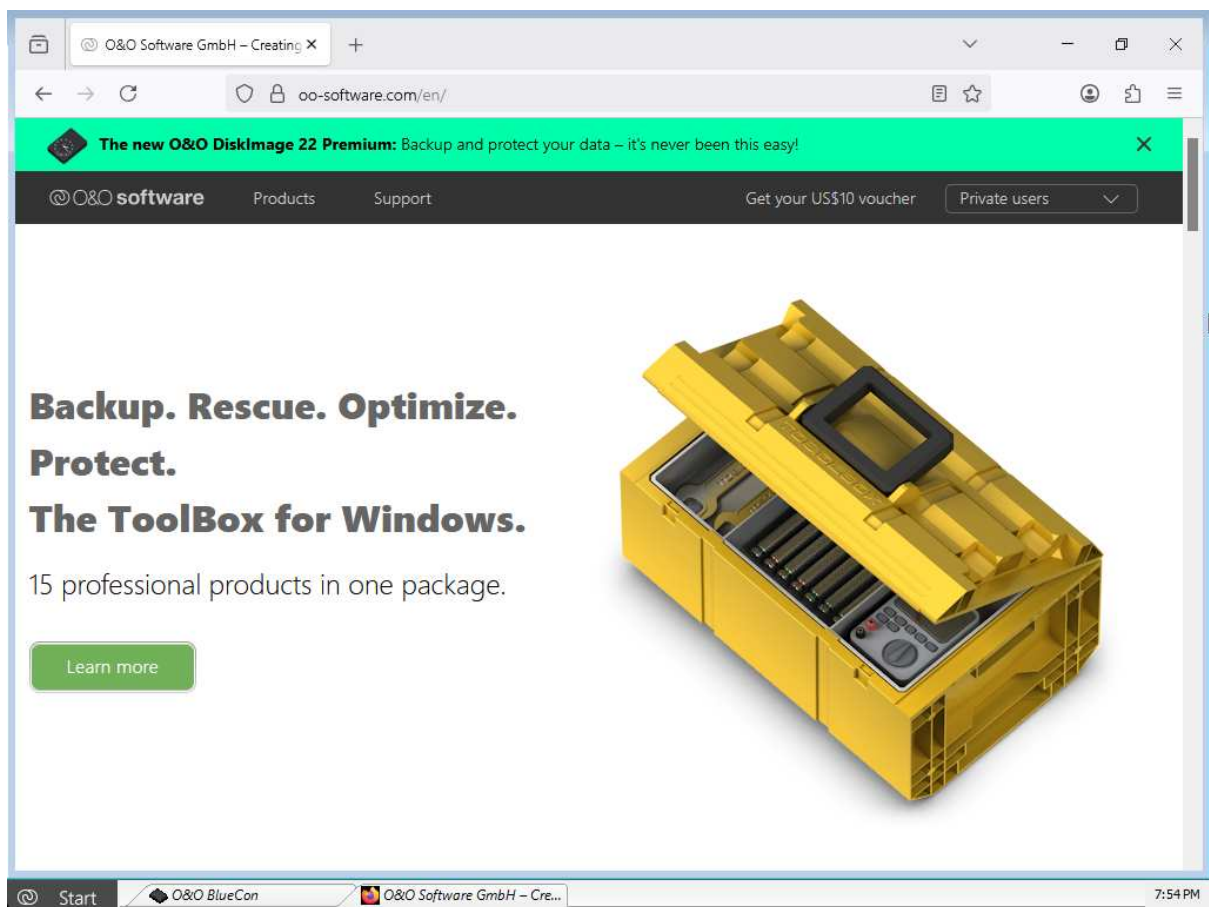 O&O Software GmbH – Creating
oo-software.com/en/
The new O&O DiskImage 22 Premium: Backup and protect your data – it's never been this easy!
O&O software
Products
Support
Get your US$10 voucher
Private users
Backup. Rescue. Optimize.
Protect.
The ToolBox for Windows.
15 professional products in one package.
Learn more
Start
O&O BlueCon
O&O Software GmbH – Cre...
7:54 PM